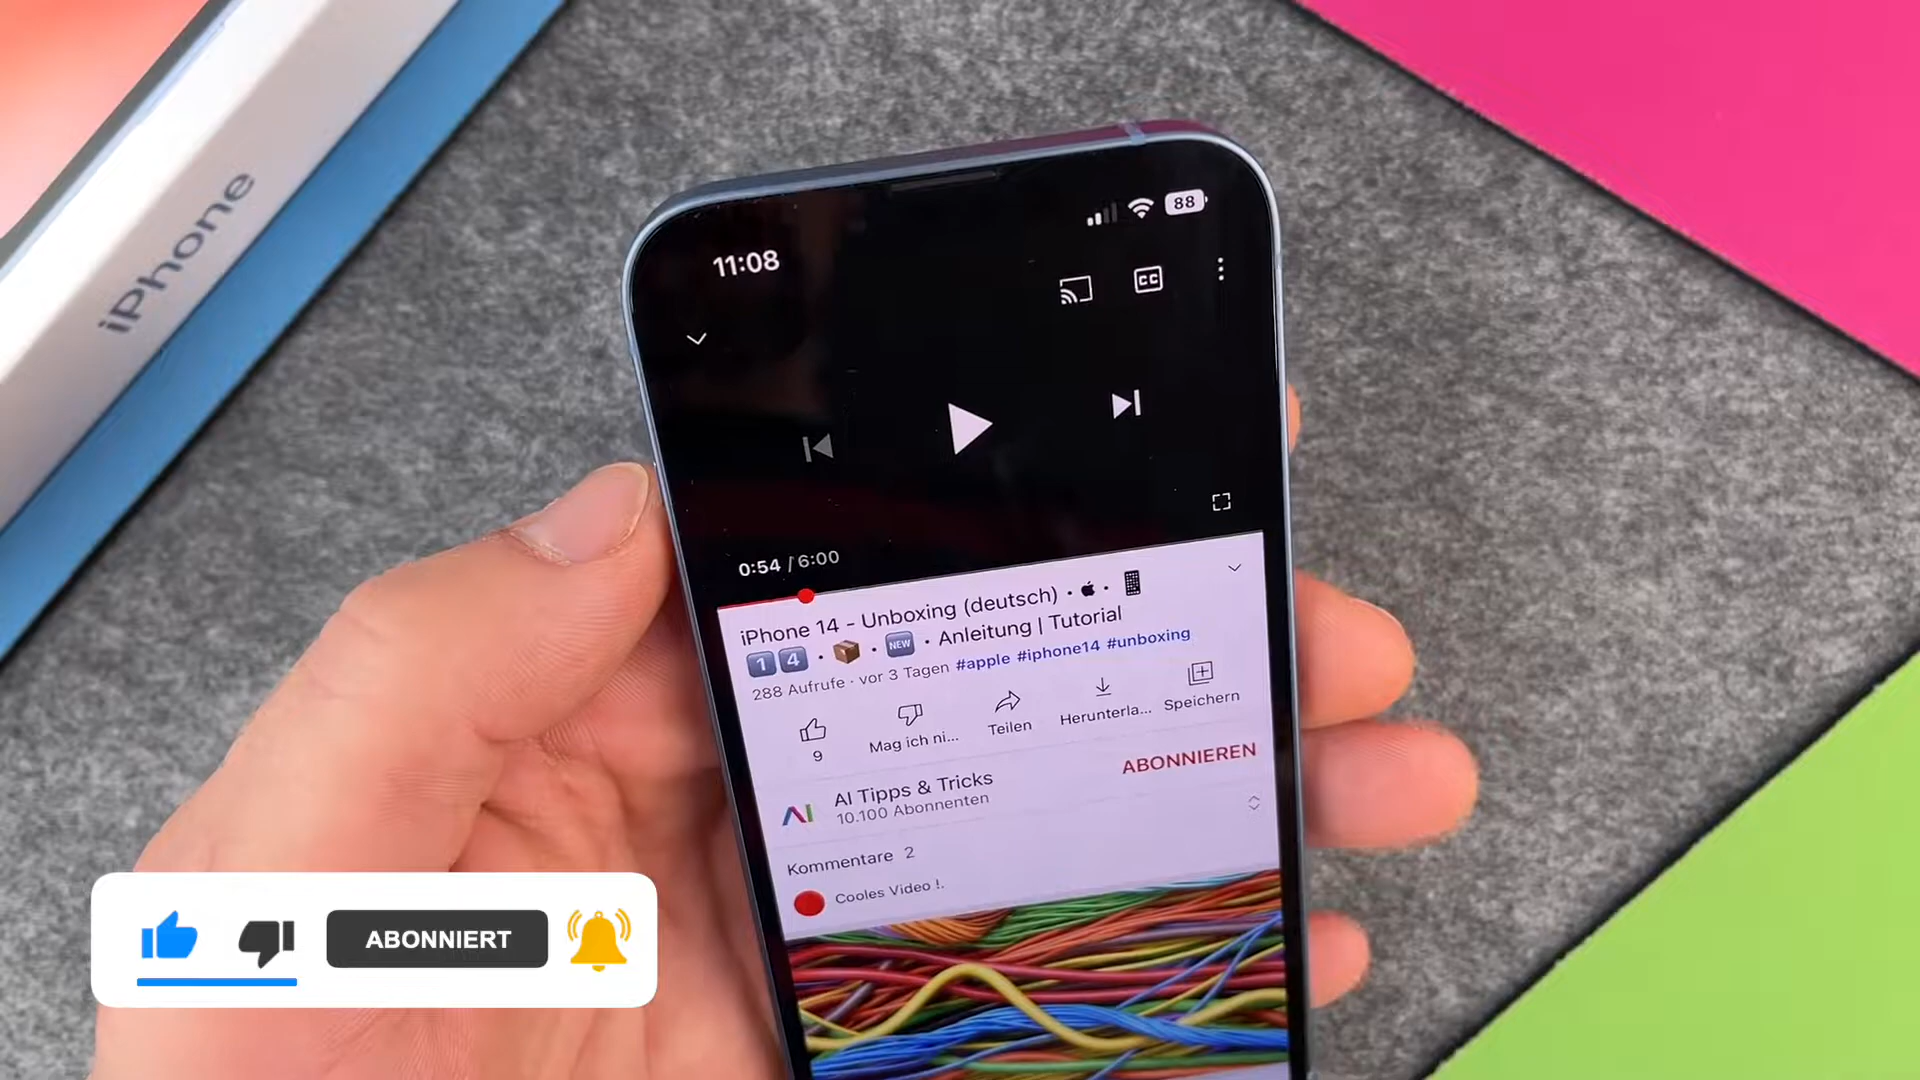 iPhone
11:08
88
CC
0:54 / 6:00
iPhone 14 - Unboxing (deutsch) · ·
1 4 · · NEW · Anleitung | Tutorial
288 Aufrufe · vor 3 Tagen #apple #iphone14 #unboxing
9
Mag ich ni...
Teilen
Herunterla...
Speichern
AI
AI Tipps & Tricks
10.100 Abonnenten
ABONNIEREN
Kommentare 2
Cooles Video !.
ABONNIERT